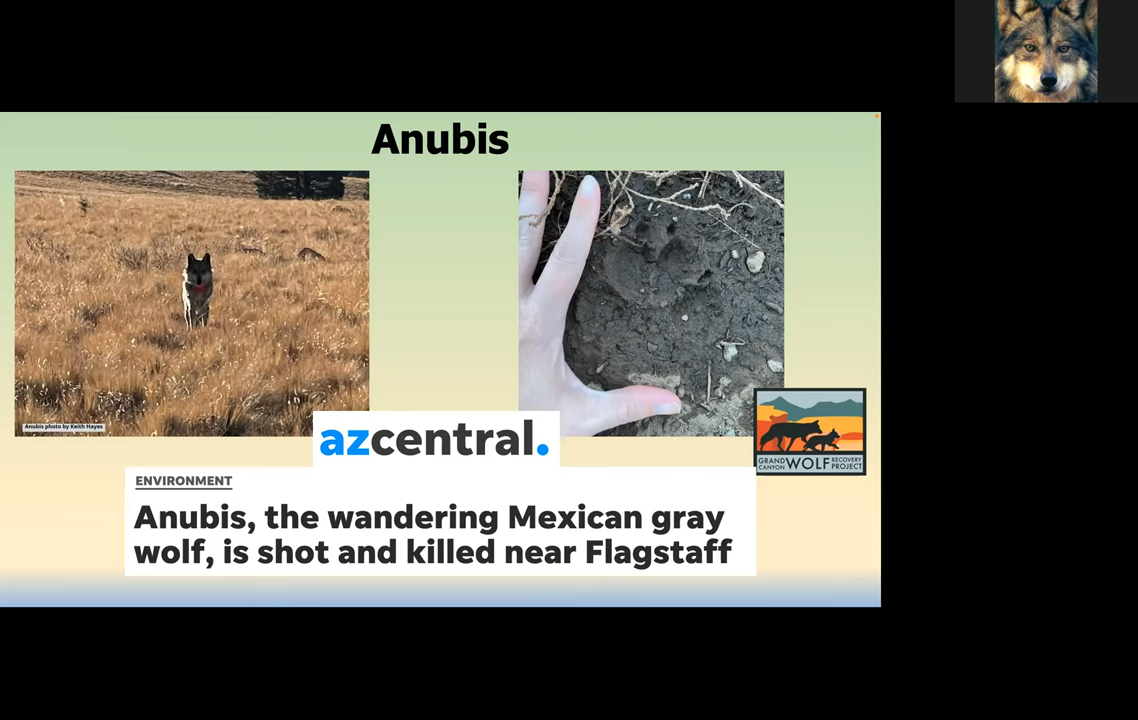 Anubis
Anubis photo by Keith Hayes
azcentral.
GRAND CANYON WOLF RECOVERY PROJECT
ENVIRONMENT
Anubis, the wandering Mexican gray
wolf, is shot and killed near Flagstaff